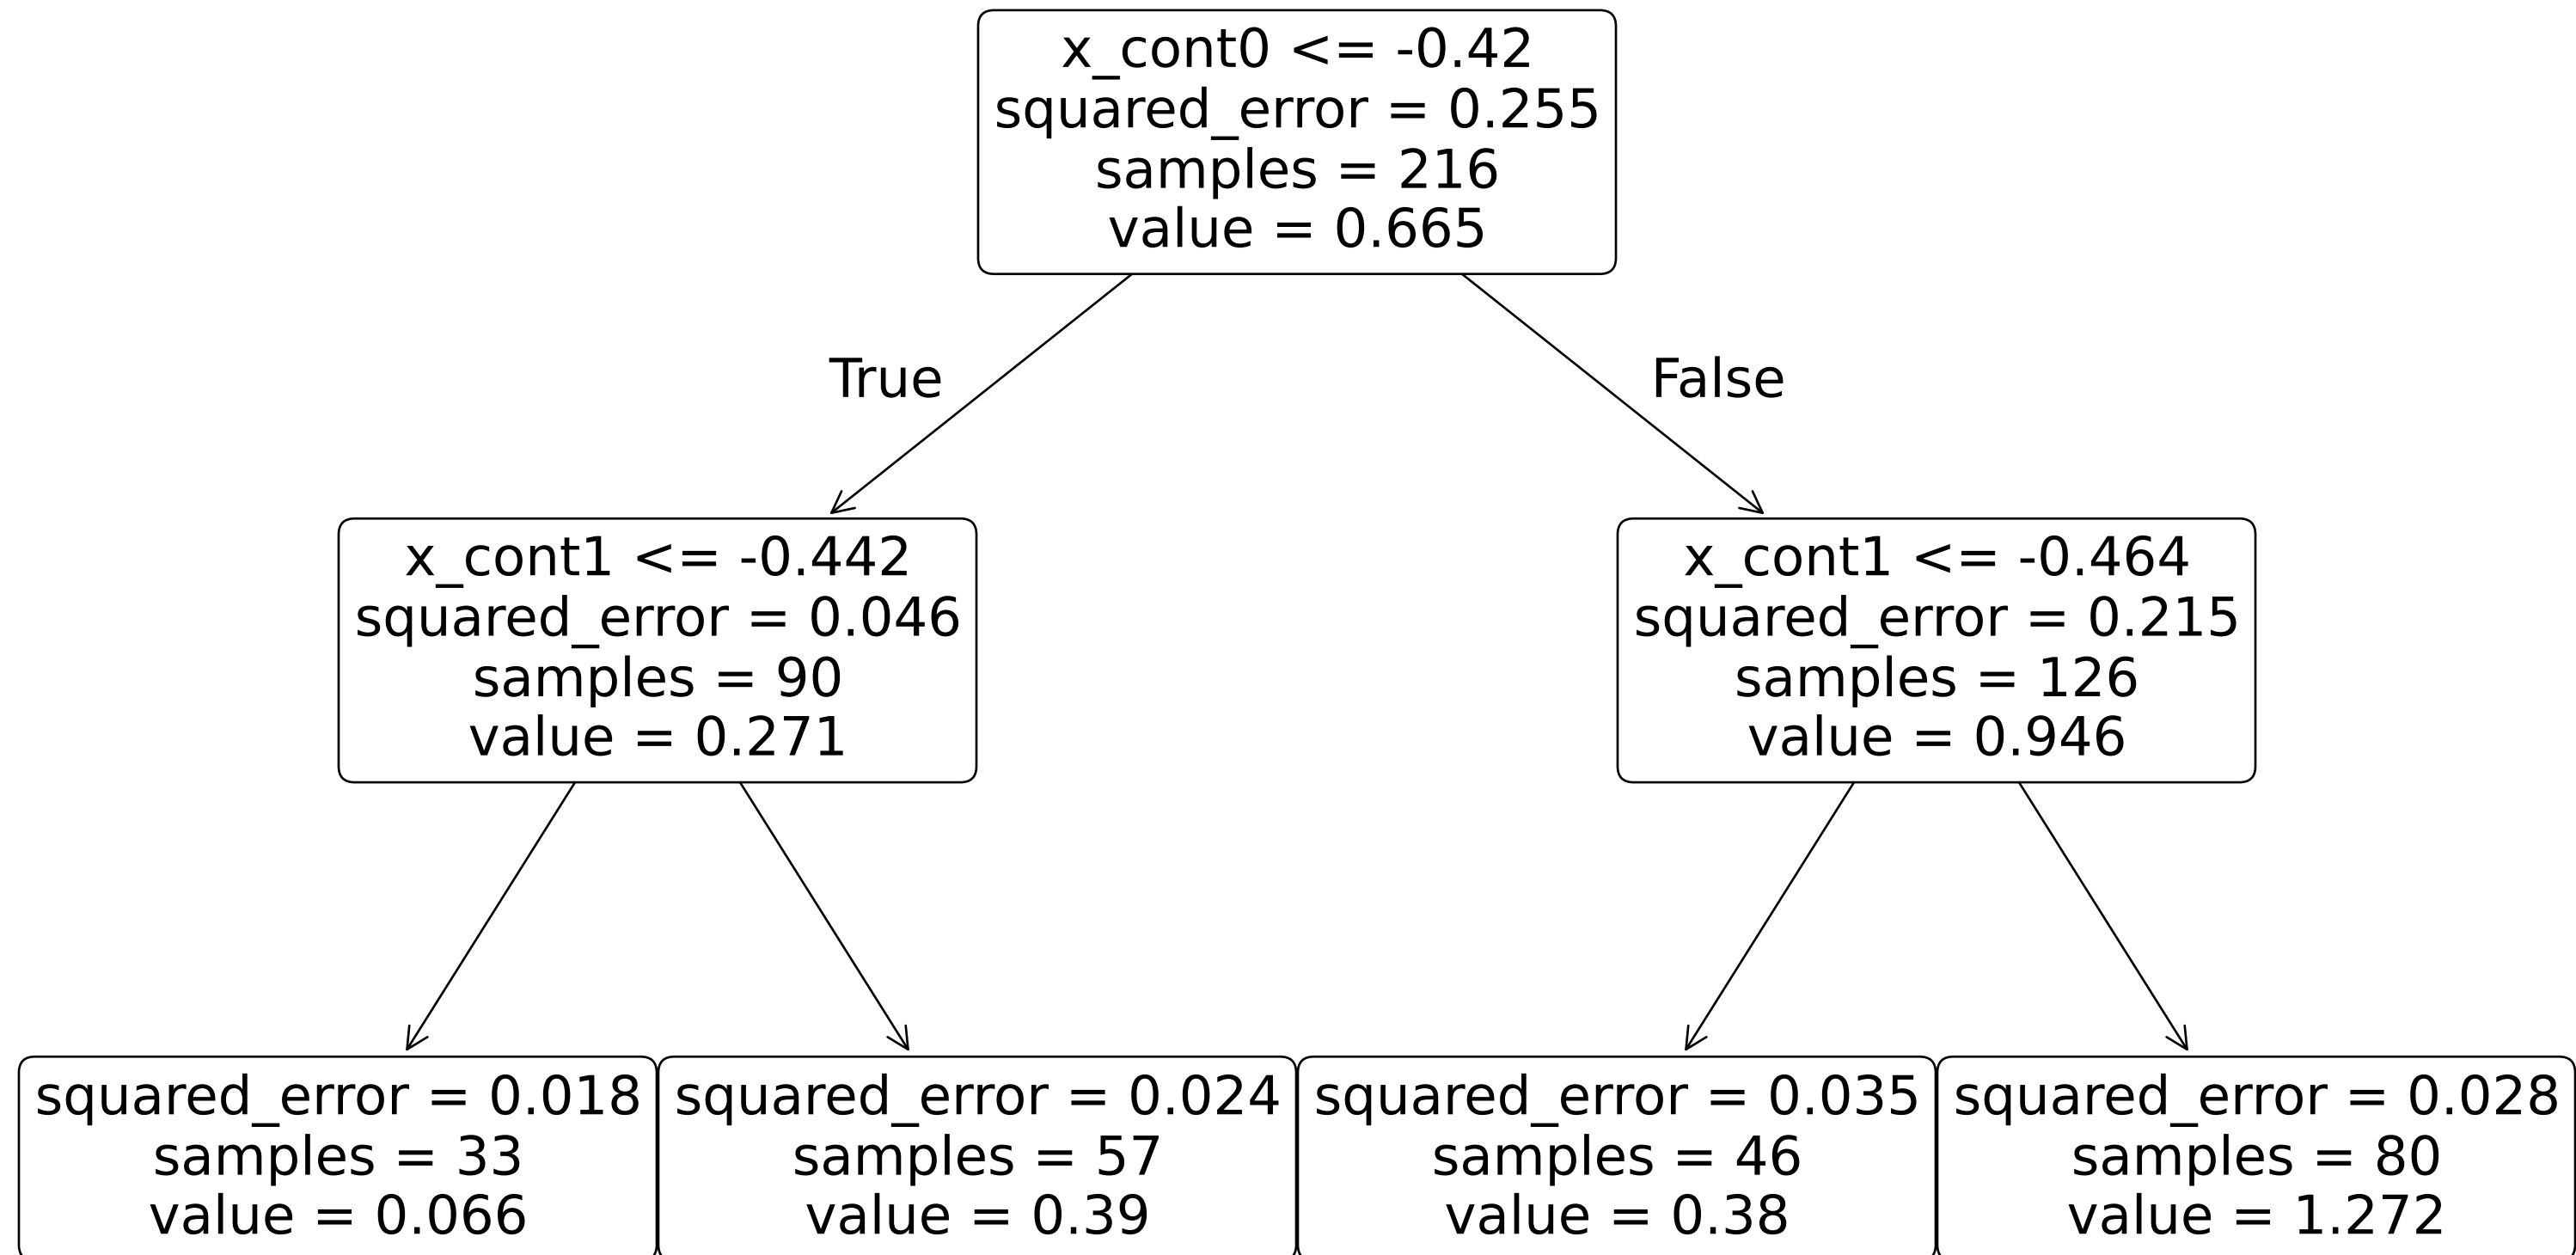 x_cont0 <= -0.42
squared_error = 0.255
samples = 216
value = 0.665
True
False
x_cont1 <= -0.442
squared_error = 0.046
samples = 90
value = 0.271
x_cont1 <= -0.464
squared_error = 0.215
samples = 126
value = 0.946
squared_error = 0.018
samples = 33
value = 0.066
squared_error = 0.024
samples = 57
value = 0.39
squared_error = 0.035
samples = 46
value = 0.38
squared_error = 0.028
samples = 80
value = 1.272